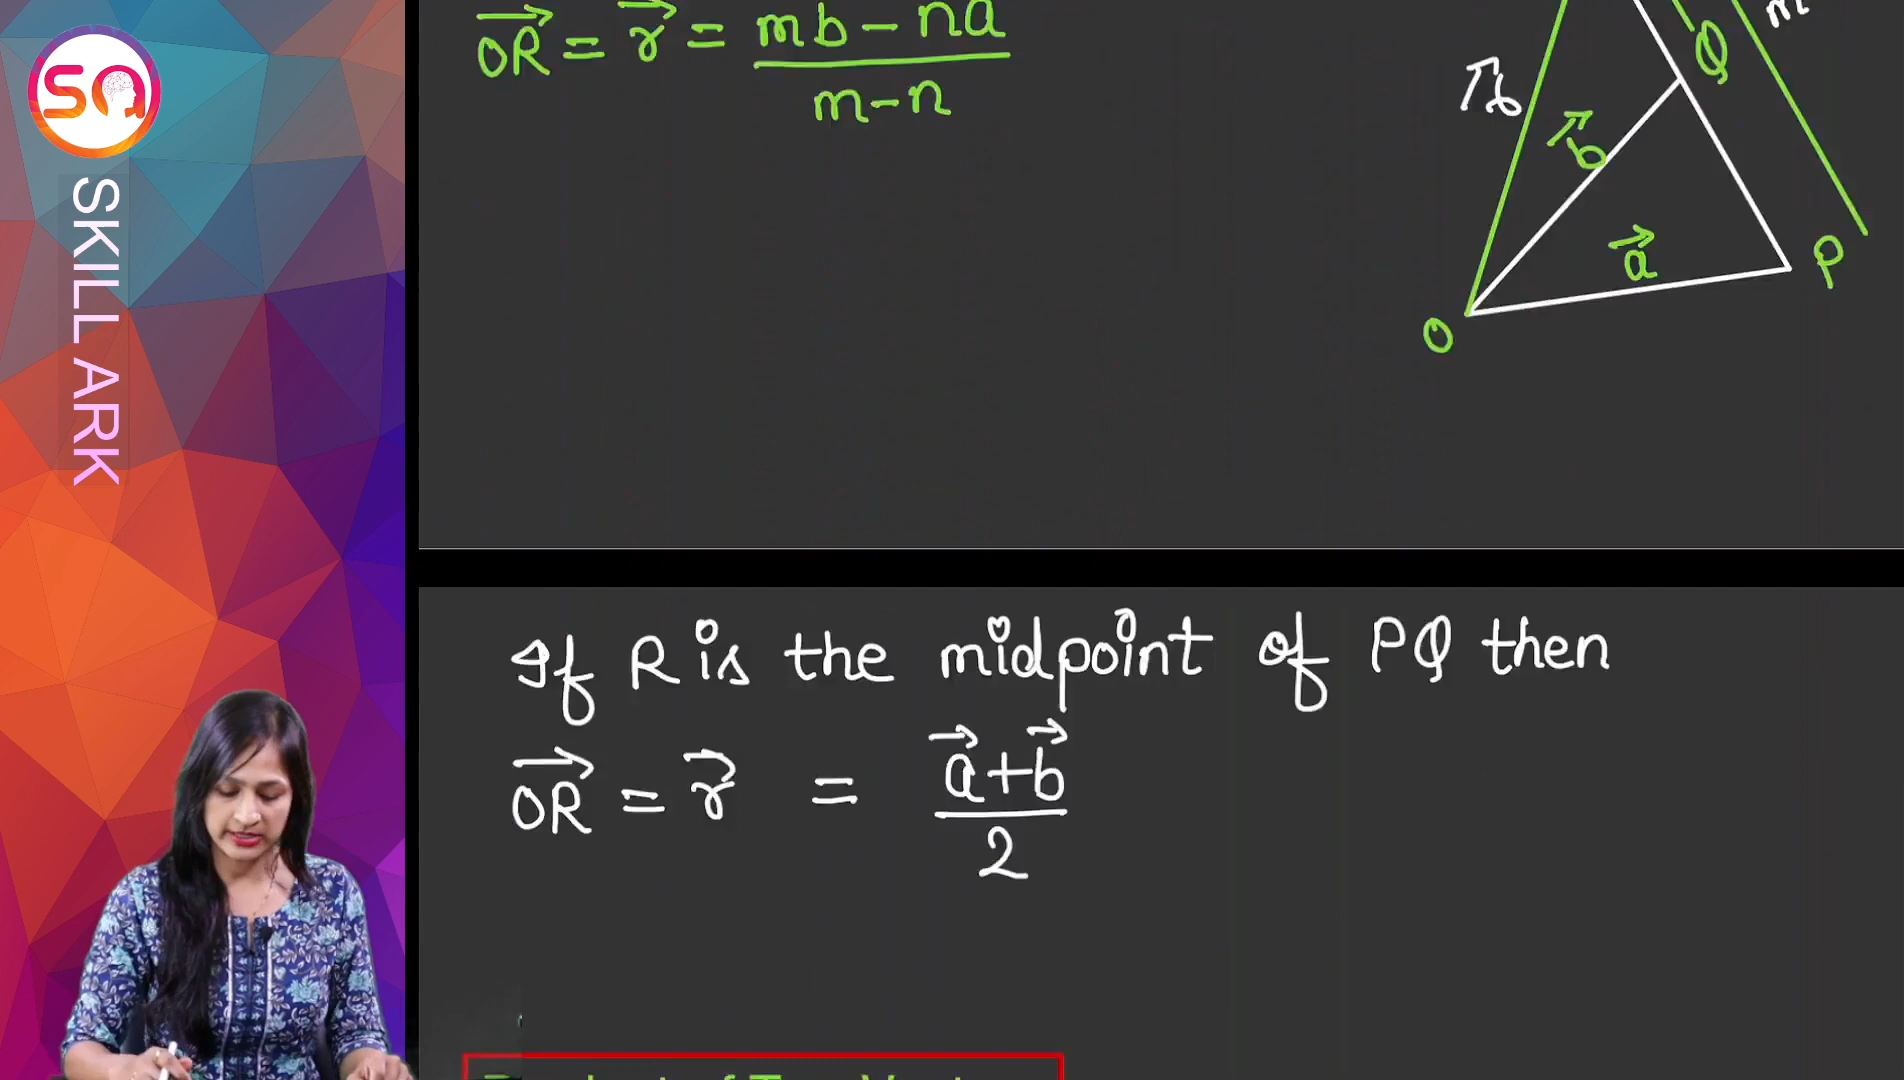 SKILL ARK
OR = r = mb - na
m - n
m
Q
b
a
P
O
If R is the midpoint of PQ then
OR = r = a + b
2